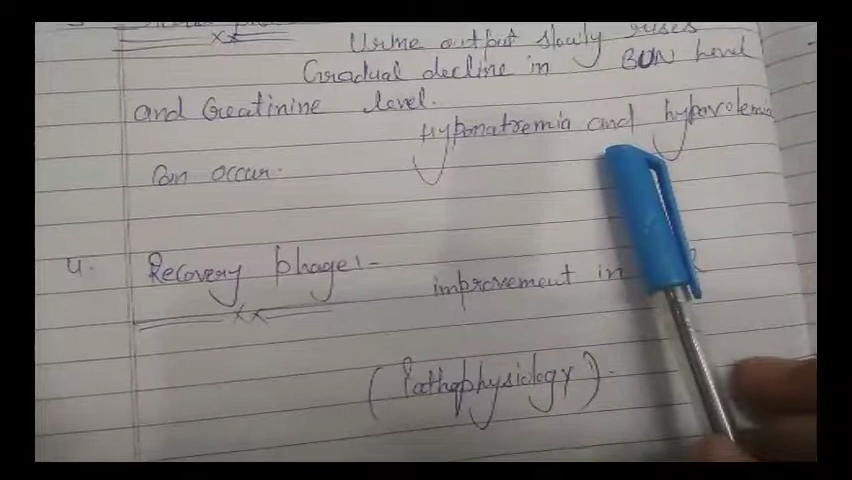 Urine output slowly rises
Gradual decline in BUN Level
and Creatinine level.
Hyponatremia and hypovolemia
Can occur.
4. Recovery phage:-
improvement in
(Pathophysiology).